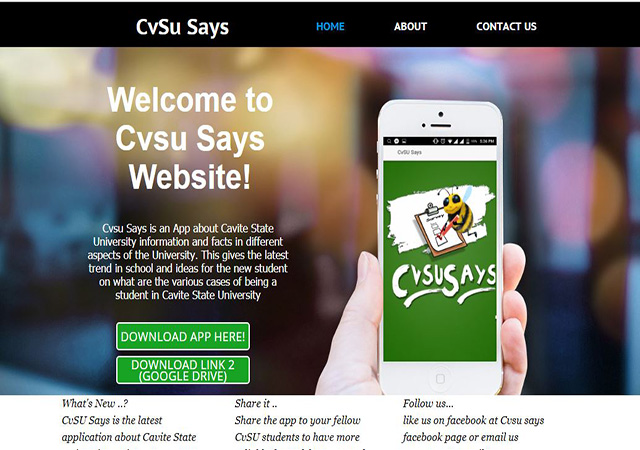 CvSu Says
HOME
ABOUT
CONTACT US
Welcome to
Cvsu Says
Website!
Cvsu Says is an App about Cavite State
University information and facts in different
aspects of the University. This gives the latest
trend in school and ideas for the new student
on what are the various cases of being a
student in Cavite State University
DOWNLOAD APP HERE!
DOWNLOAD LINK 2
(GOOGLE DRIVE)
5:36 PM
CvSU Says
CVSUSAYS
What's New ..?
CvSU Says is the latest
application about Cavite State
Share it ..
Share the app to your fellow
CvSU students to have more
Follow us...
like us on facebook at Cvsu says
facebook page or email us